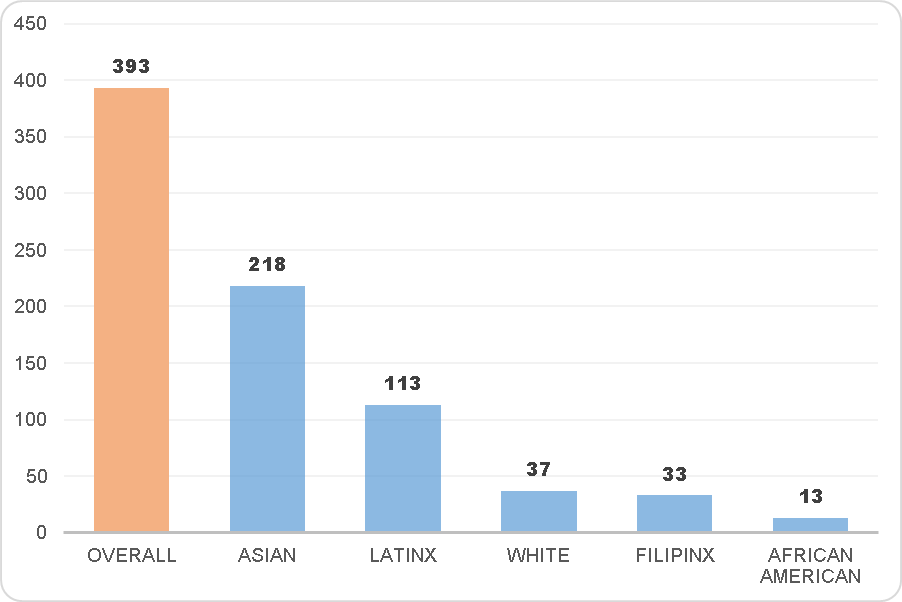 450
400
350
300
250
200
150
100
50
0
393
218
113
37
33
13
OVERALL
ASIAN
LATINX
WHITE
FILIPINX
AFRICAN
AMERICAN